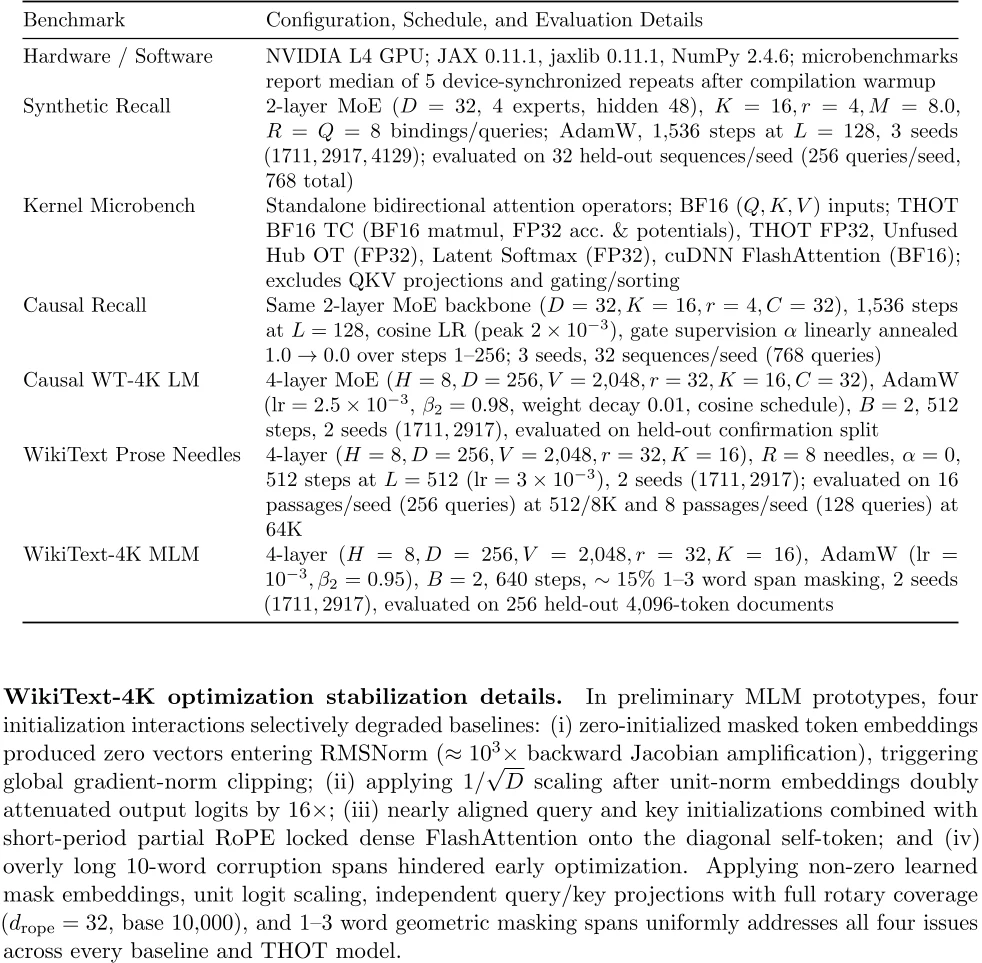 Benchmark Configuration, Schedule, and Evaluation Details
Hardware / Software NVIDIA L4 GPU; JAX 0.11.1, jaxlib 0.11.1, NumPy 2.4.6; microbenchmarks
report median of 5 device-synchronized repeats after compilation warmup
Synthetic Recall 2-layer MoE (D = 32, 4 experts, hidden 48), K = 16, r = 4, M = 8.0,
R = Q = 8 bindings/queries; AdamW, 1,536 steps at L = 128, 3 seeds
(1711, 2917, 4129); evaluated on 32 held-out sequences/seed (256 queries/seed,
768 total)
Kernel Microbench Standalone bidirectional attention operators; BF16 (Q, K, V) inputs; THOT
BF16 TC (BF16 matmul, FP32 acc. & potentials), THOT FP32, Unfused
Hub OT (FP32), Latent Softmax (FP32), cuDNN FlashAttention (BF16);
excludes QKV projections and gating/sorting
Causal Recall Same 2-layer MoE backbone (D = 32, K = 16, r = 4, C = 32), 1,536 steps
at L = 128, cosine LR (peak 2 × 10⁻³), gate supervision α linearly annealed
1.0 → 0.0 over steps 1–256; 3 seeds, 32 sequences/seed (768 queries)
Causal WT-4K LM 4-layer MoE (H = 8, D = 256, V = 2,048, r = 32, K = 16, C = 32), AdamW
(lr = 2.5 × 10⁻³, β₂ = 0.98, weight decay 0.01, cosine schedule), B = 2, 512
steps, 2 seeds (1711, 2917), evaluated on held-out confirmation split
WikiText Prose Needles 4-layer (H = 8, D = 256, V = 2,048, r = 32, K = 16), R = 8 needles, α = 0,
512 steps at L = 512 (lr = 3 × 10⁻³), 2 seeds (1711, 2917); evaluated on 16
passages/seed (256 queries) at 512/8K and 8 passages/seed (128 queries) at
64K
WikiText-4K MLM 4-layer (H = 8, D = 256, V = 2,048, r = 32, K = 16), AdamW (lr =
10⁻³, β₂ = 0.95), B = 2, 640 steps, ∼ 15% 1–3 word span masking, 2 seeds
(1711, 2917), evaluated on 256 held-out 4,096-token documents
WikiText-4K optimization stabilization details. In preliminary MLM prototypes, four
initialization interactions selectively degraded baselines: (i) zero-initialized masked token embeddings
produced zero vectors entering RMSNorm (≈ 10³× backward Jacobian amplification), triggering
global gradient-norm clipping; (ii) applying 1/√D scaling after unit-norm embeddings doubly
attenuated output logits by 16×; (iii) nearly aligned query and key initializations combined with
short-period partial RoPE locked dense FlashAttention onto the diagonal self-token; and (iv)
overly long 10-word corruption spans hindered early optimization. Applying non-zero learned
mask embeddings, unit logit scaling, independent query/key projections with full rotary coverage
(d_rope = 32, base 10,000), and 1–3 word geometric masking spans uniformly addresses all four issues
across every baseline and THOT model.